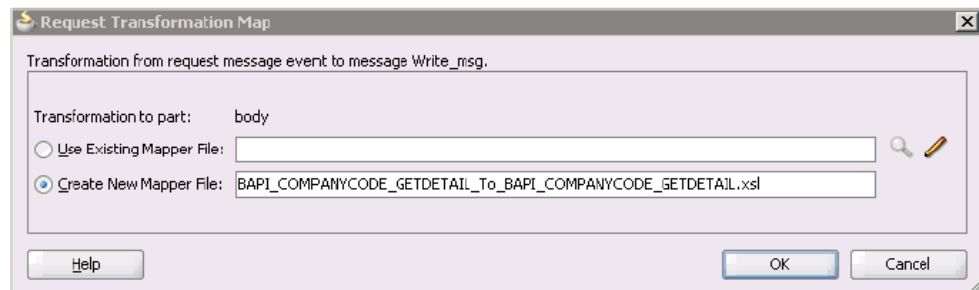 Request Transformation Map
Transformation from request message event to message Write_msg.
Transformation to part: body
Use Existing Mapper File:
Create New Mapper File: BAPI_COMPANYCODE_GETDETAIL_To_BAPI_COMPANYCODE_GETDETAIL.xsl
Help OK Cancel